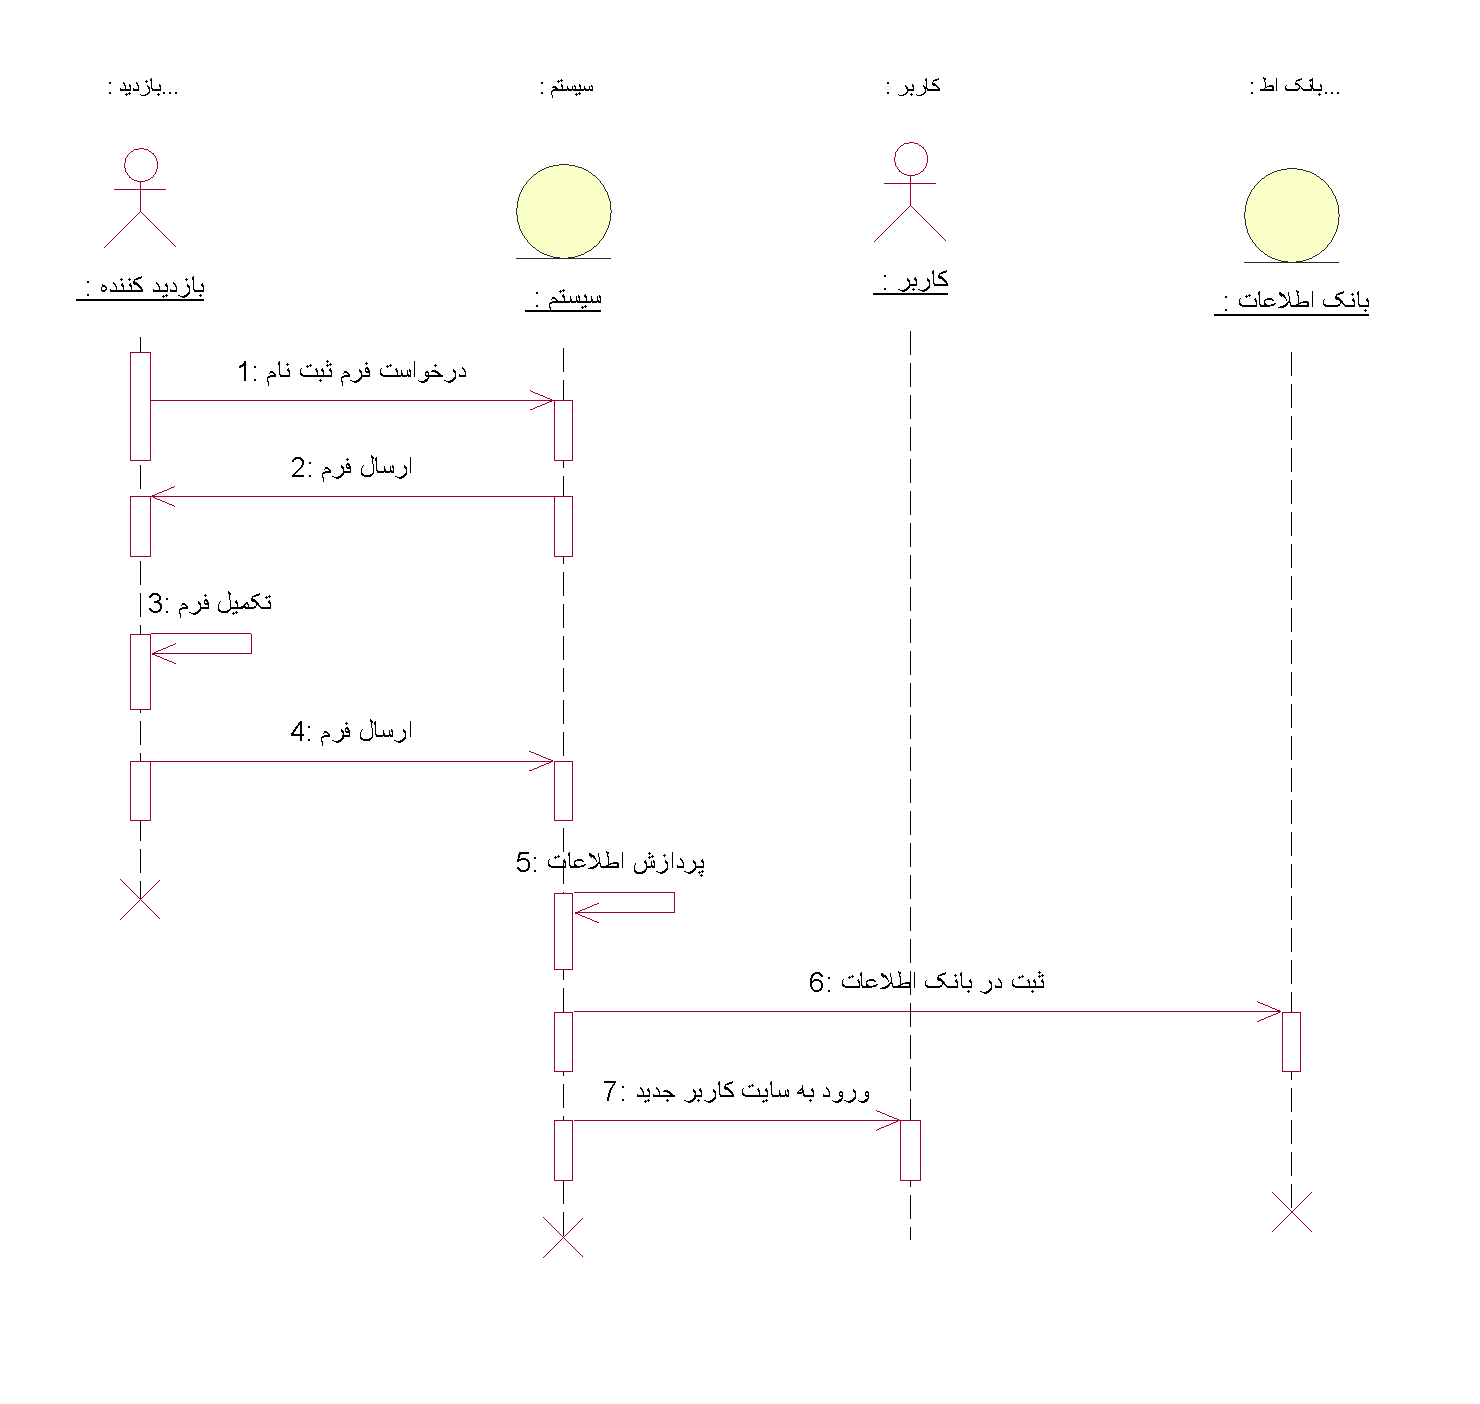 : بازدید...
: سیستم
: کاربر
: بانک اط...
: بازدید کننده
: سیستم
: کاربر
: بانک اطلاعات
1: درخواست فرم ثبت نام
2: ارسال فرم
3: تکمیل فرم
4: ارسال فرم
5: پردازش اطلاعات
6: ثبت در بانک اطلاعات
7: ورود به سایت کاربر جدید